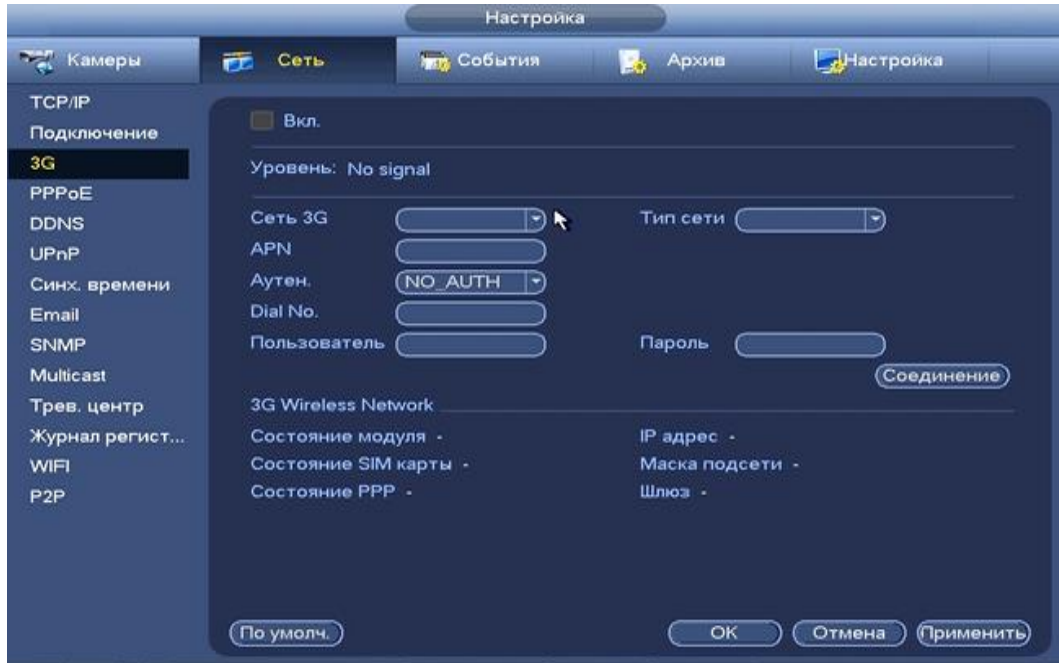 Настройка
Камеры Сеть События Архив Настройка
TCP/IP
Подключение
3G
PPPoE
DDNS
UPnP
Синх. времени
Email
SNMP
Multicast
Трев. центр
Журнал регист...
WIFI
P2P
Вкл.
Уровень: No signal
Сеть 3G Тип сети
APN
Аутен. NO_AUTH
Dial No.
Пользователь Пароль
Соединение
3G Wireless Network
Состояние модуля - IP адрес -
Состояние SIM карты - Маска подсети -
Состояние PPP - Шлюз -
По умолч. OK Отмена Применить